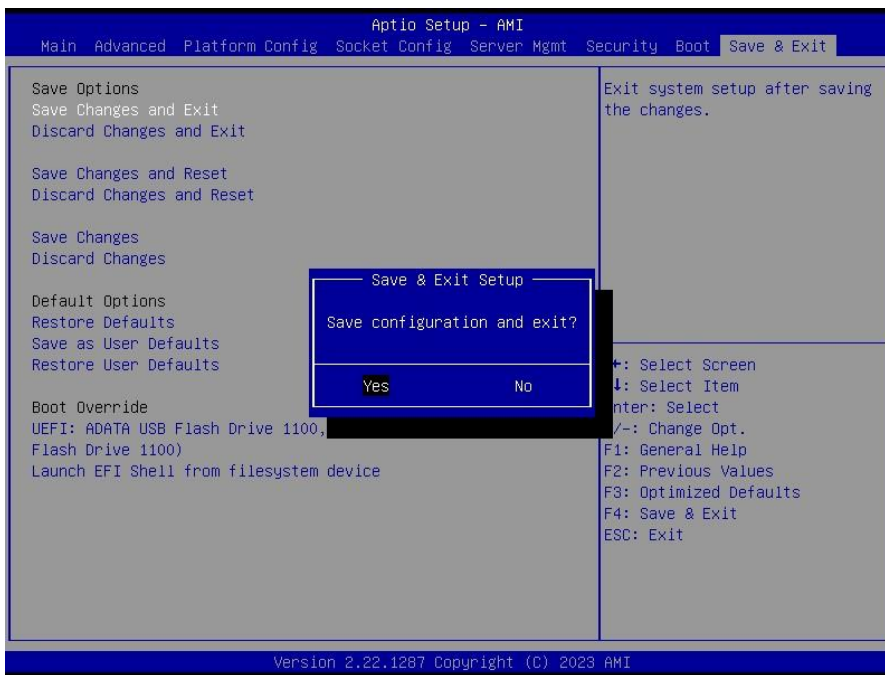 Aptio Setup – AMI
Main Advanced Platform Config Socket Config Server Mgmt Security Boot Save & Exit
Save Options
Save Changes and Exit
Discard Changes and Exit
Save Changes and Reset
Discard Changes and Reset
Save Changes
Discard Changes
Default Options
Restore Defaults
Save as User Defaults
Restore User Defaults
Boot Override
UEFI: ADATA USB Flash Drive 1100,
Flash Drive 1100)
Launch EFI Shell from filesystem device
Save & Exit Setup
Save configuration and exit?
Yes No
Exit system setup after saving
the changes.
: Select Screen
: Select Item
: Select
/-: Change Opt.
F1: General Help
F2: Previous Values
F3: Optimized Defaults
F4: Save & Exit
ESC: Exit
Version 2.22.1287 Copyright (C) 2023 AMI